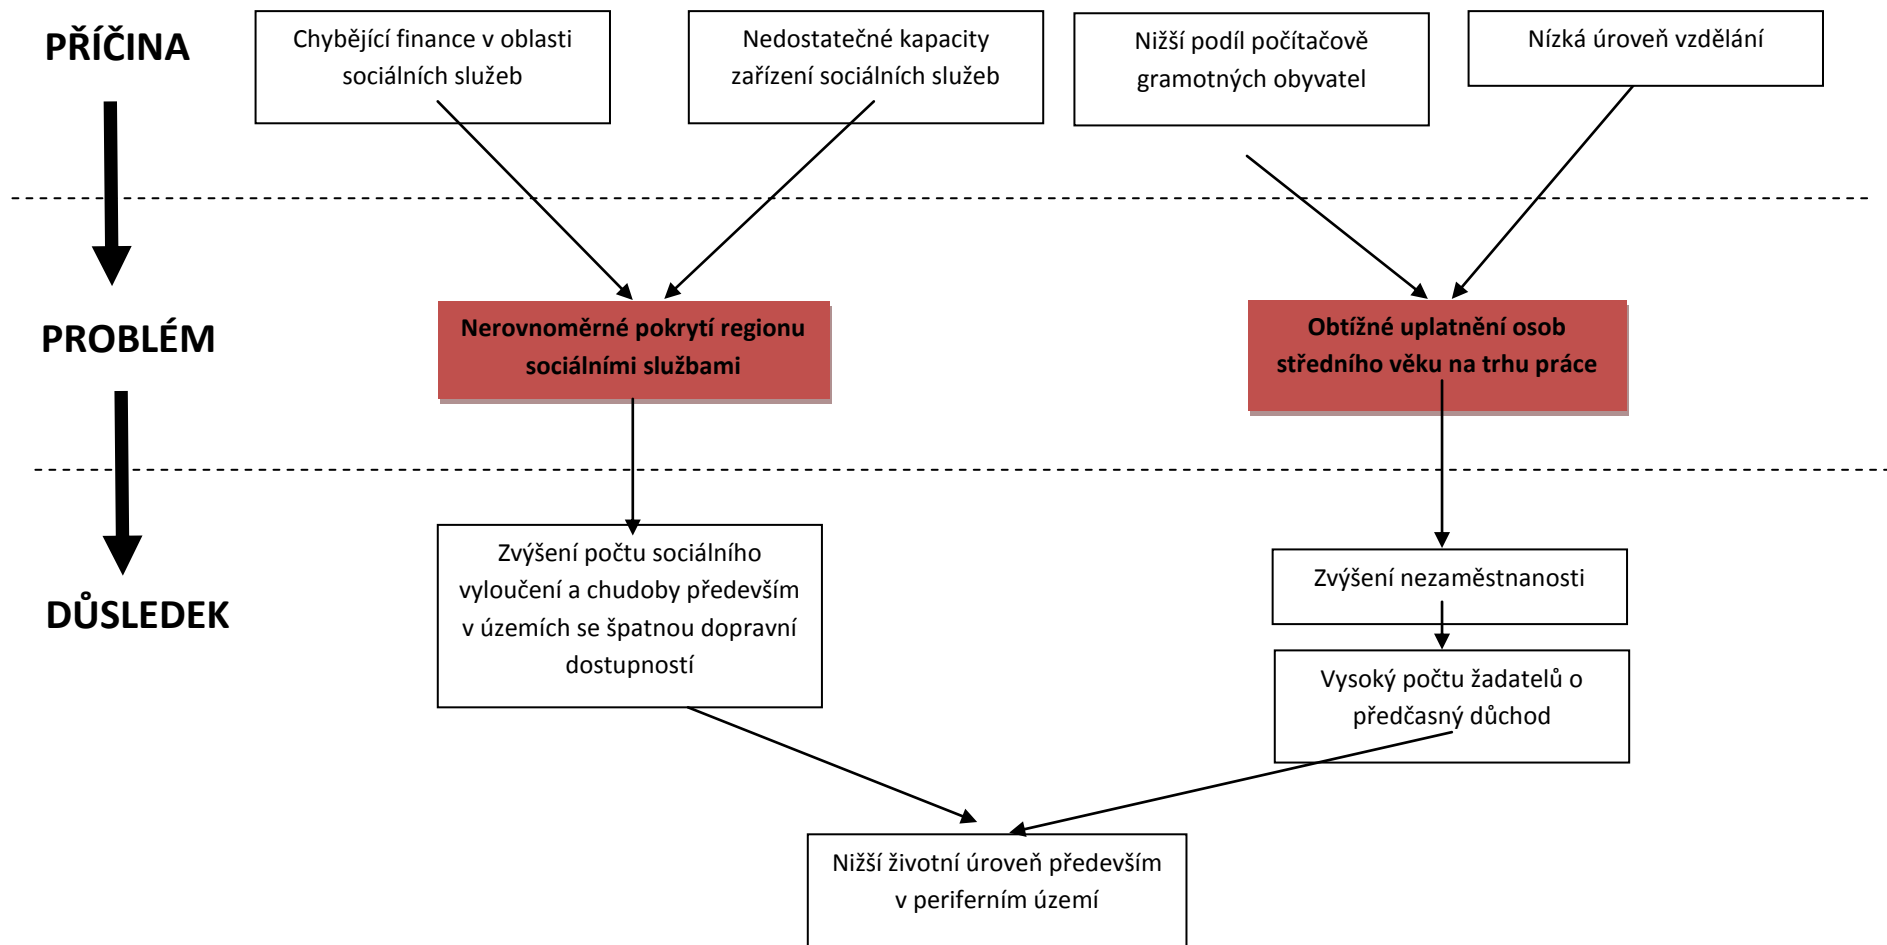 PŘÍČINA
Chybějící finance v oblasti
sociálních služeb
Nedostatečné kapacity
zařízení sociálních služeb
Nižší podíl počítačově
gramotných obyvatel
Nízká úroveň vzdělání
PROBLÉM
Nerovnoměrné pokrytí regionu
sociálními službami
Obtížné uplatnění osob
středního věku na trhu práce
DŮSLEDEK
Zvýšení počtu sociálního
vyloučení a chudoby především
v územích se špatnou dopravní
dostupností
Zvýšení nezaměstnanosti
Vysoký počtu žadatelů o
předčasný důchod
Nižší životní úroveň především
v periferním území